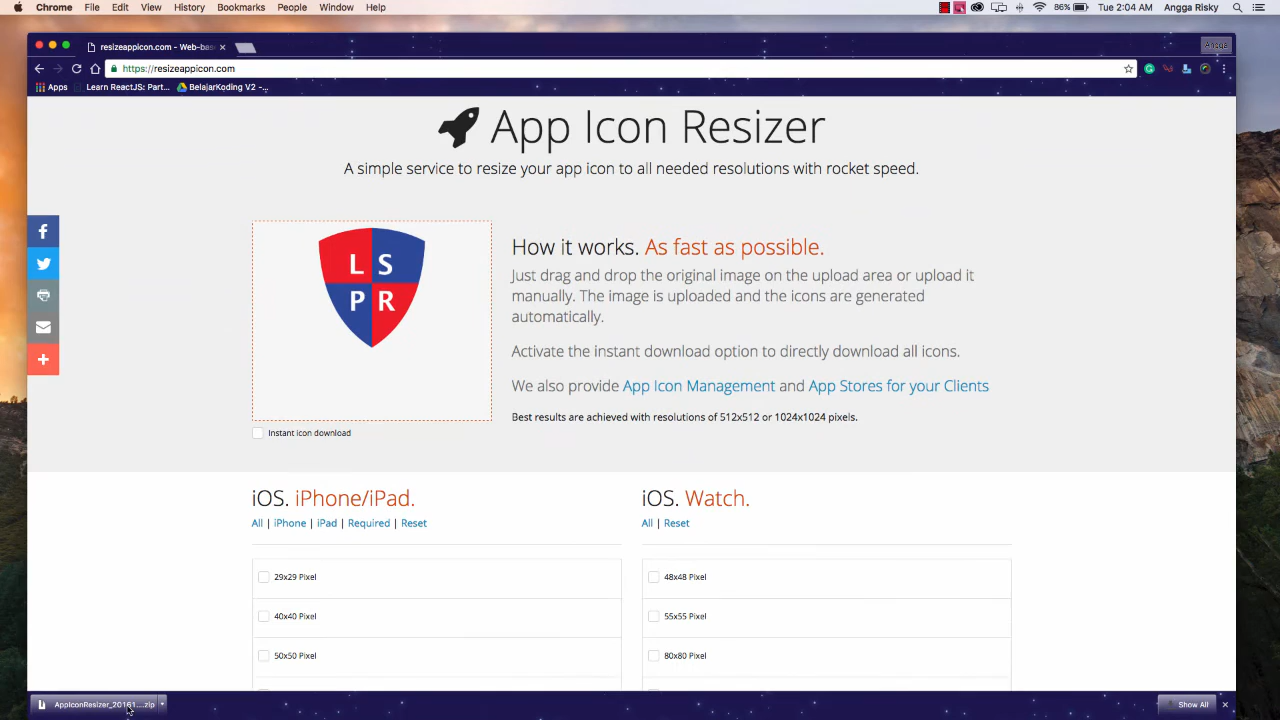 Chrome File Edit View History Bookmarks People Window Help 86% Tue 2:04 AM Angga Risky
resizeappicon.com - Web-bas
Angga
https://resizeappicon.com
Apps Learn ReactJS: Part... BelajarKoding V2 -...
App Icon Resizer
A simple service to resize your app icon to all needed resolutions with rocket speed.
L S
P R
How it works. As fast as possible.
Just drag and drop the original image on the upload area or upload it
manually. The image is uploaded and the icons are generated
automatically.
Activate the instant download option to directly download all icons.
We also provide App Icon Management and App Stores for your Clients
Best results are achieved with resolutions of 512x512 or 1024x1024 pixels.
Instant icon download
iOS. iPhone/iPad.
All | iPhone | iPad | Required | Reset
29x29 Pixel
40x40 Pixel
50x50 Pixel
iOS. Watch.
All | Reset
48x48 Pixel
55x55 Pixel
80x80 Pixel
AppIconResizer_20161....zip
Show All